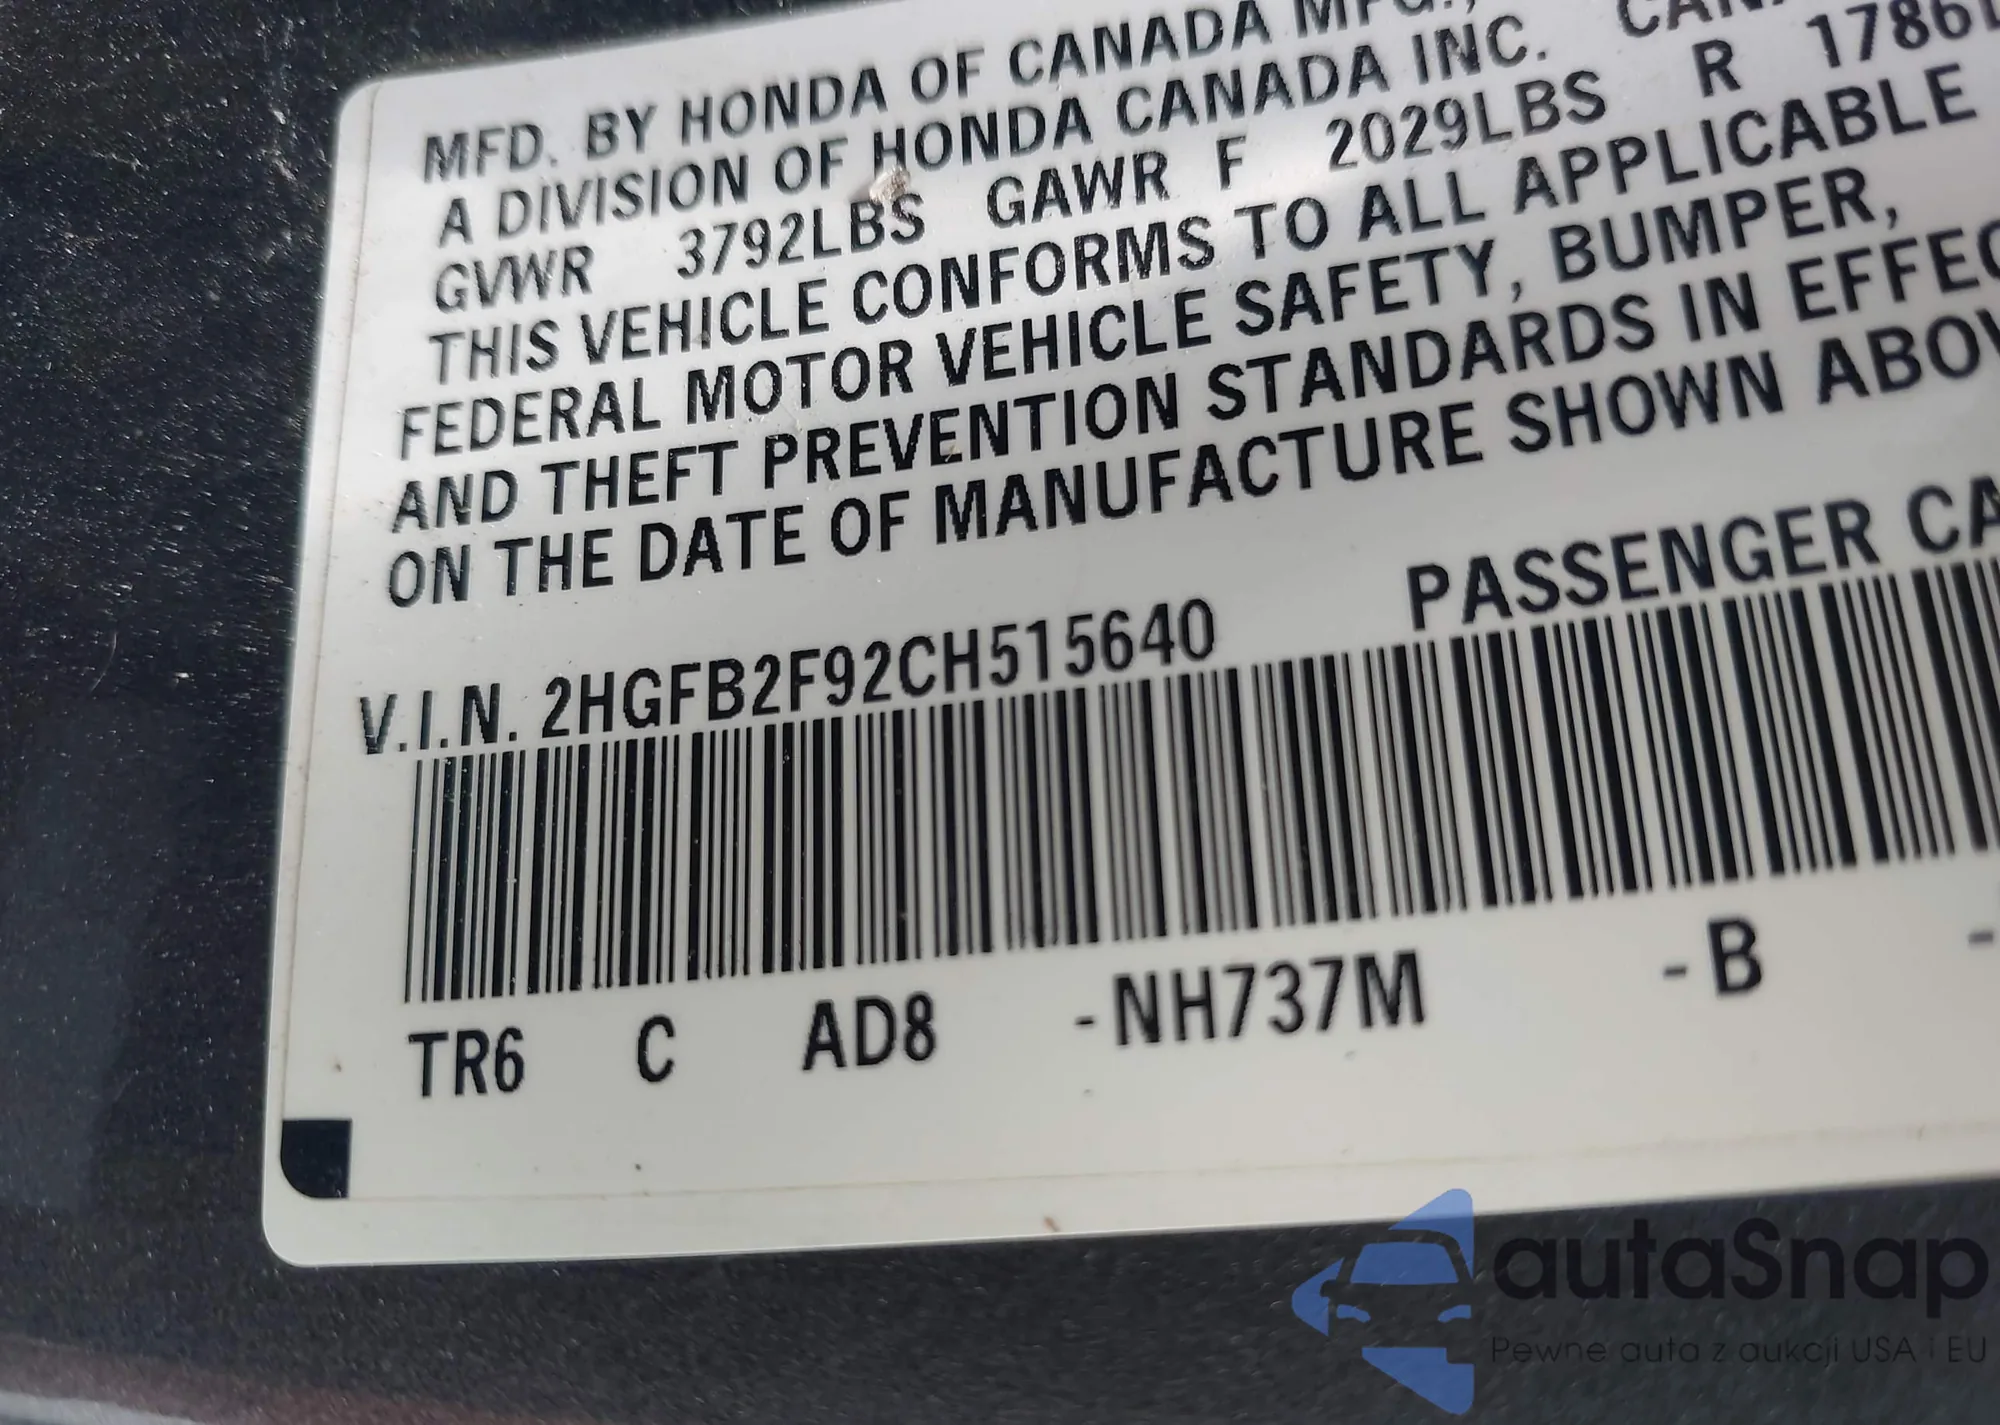 MFD. BY HONDA OF CANADA MFG.,
A DIVISION OF HONDA CANADA INC.
GVWR 3792LBS GAWR F 2029LBS R 1786L
THIS VEHICLE CONFORMS TO ALL APPLICABLE
FEDERAL MOTOR VEHICLE SAFETY, BUMPER,
AND THEFT PREVENTION STANDARDS IN EFFEC
ON THE DATE OF MANUFACTURE SHOWN ABOV
V.I.N. 2HGFB2F92CH515640 PASSENGER CA
TR6 C AD8 -NH737M -B -
autaSnap
Pewne auta z aukcji USA i EU